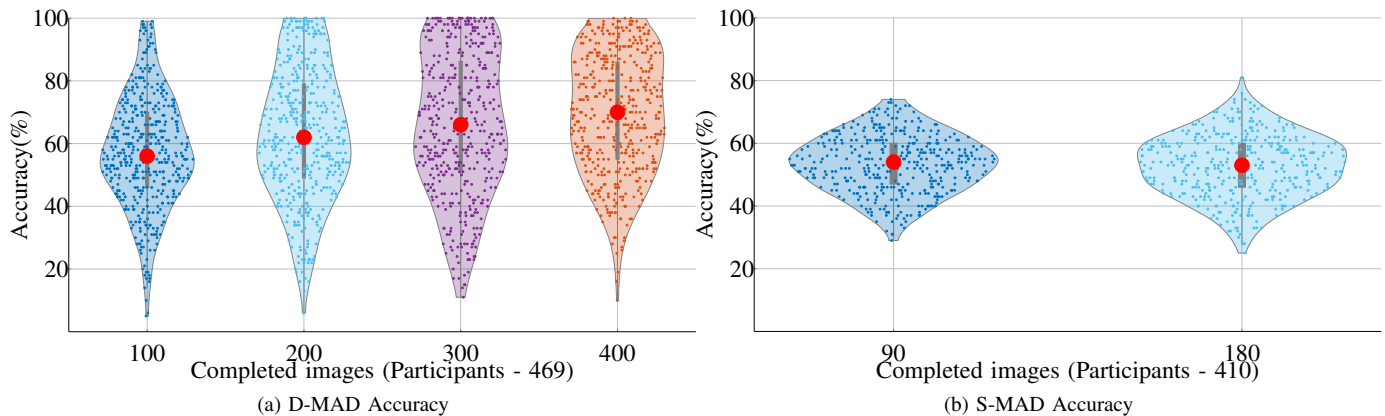 100
80
60
40
20
Accuracy(%)
100 200 300 400
Completed images (Participants - 469)
(a) D-MAD Accuracy
100
80
60
40
20
Accuracy(%)
90 180
Completed images (Participants - 410)
(b) S-MAD Accuracy